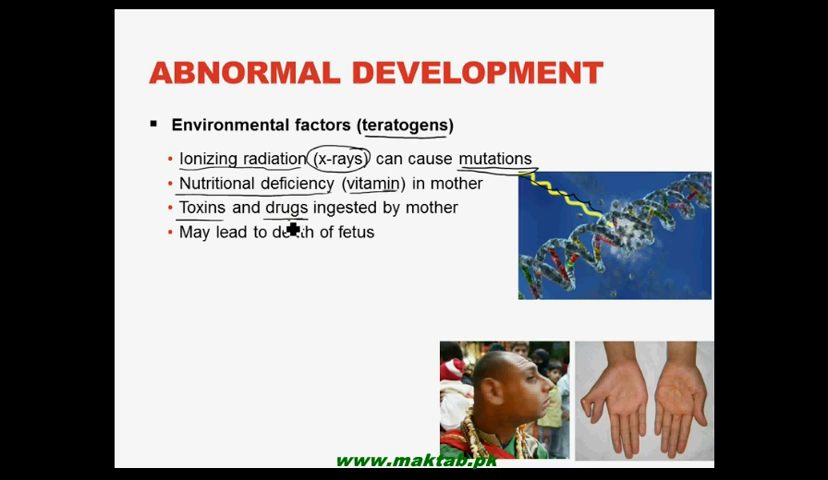 ABNORMAL DEVELOPMENT
▪ Environmental factors (teratogens)
• Ionizing radiation (x-rays) can cause mutations
• Nutritional deficiency (vitamin) in mother
• Toxins and drugs ingested by mother
• May lead to death of fetus
www.maktab.pk